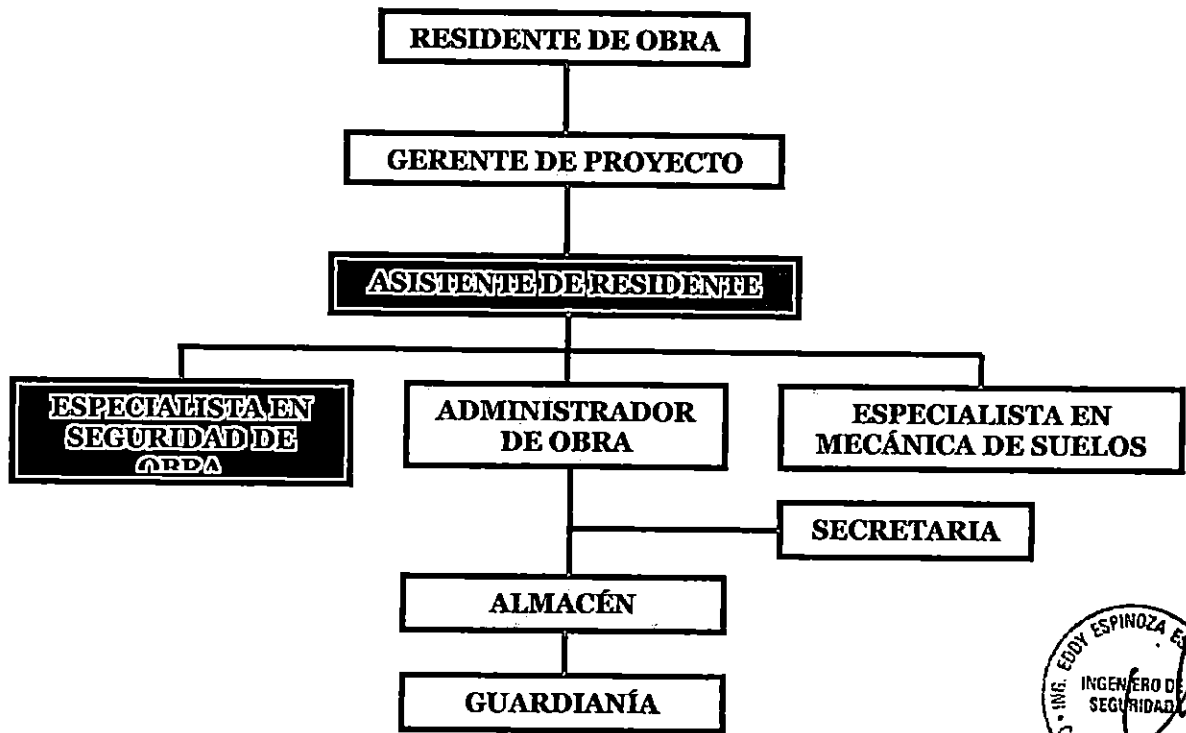 RESIDENTE DE OBRA
GERENTE DE PROYECTO
ASISTENTE DE RESIDENTE
ESPECIALISTA EN
SEGURIDAD DE
OBRA
ADMINISTRADOR
DE OBRA
ESPECIALISTA EN
MECÁNICA DE SUELOS
SECRETARIA
ALMACÉN
GUARDIANÍA
ING. EDDY ESPINOZA
INGENIERO DE
SEGURIDAD